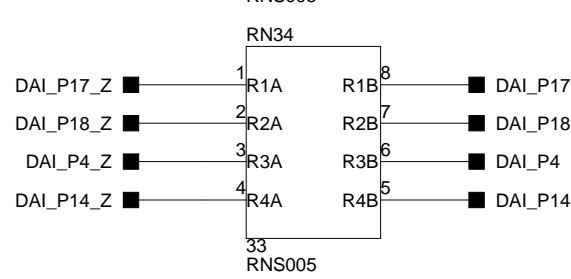 RN34
DAI_P17_Z 1 R1A R1B 8 DAI_P17
DAI_P18_Z 2 R2A R2B 7 DAI_P18
DAI_P4_Z 3 R3A R3B 6 DAI_P4
DAI_P14_Z 4 R4A R4B 5 DAI_P14
33
RNS005